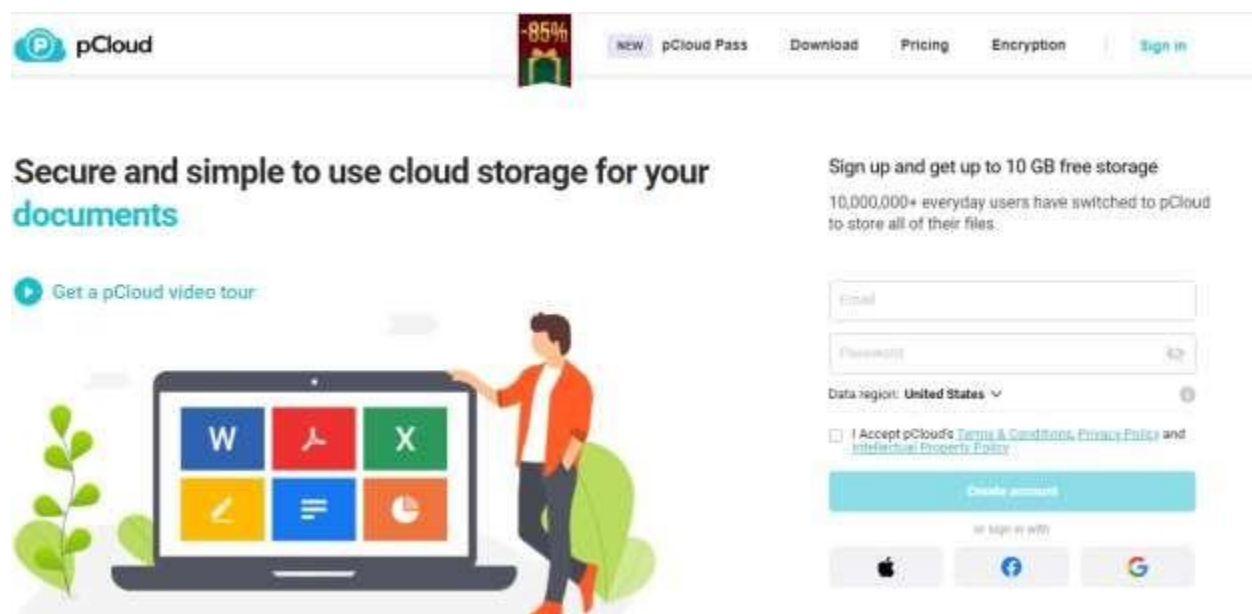 pCloud
-85%
NEW pCloud Pass Download Pricing Encryption Sign in
Secure and simple to use cloud storage for your
documents
Get a pCloud video tour
W X
Sign up and get up to 10 GB free storage
10,000,000+ everyday users have switched to pCloud
to store all of their files.
Email
Password
Data region: United States
I Accept pCloud's Terms & Conditions, Privacy Policy and
Intellectual Property Policy
Create account
or sign in with